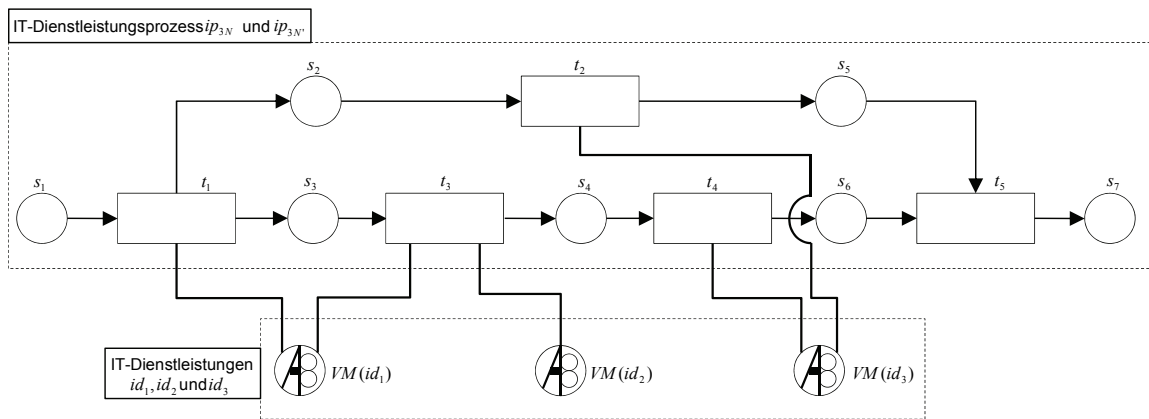 IT-Dienstleistungsprozess ip3N und ip3N'
s2
t2
s5
s1
t1
s3
t3
s4
t4
s6
t5
s7
IT-Dienstleistungen
id1, id2 und id3
VM(id1)
VM(id2)
VM(id3)